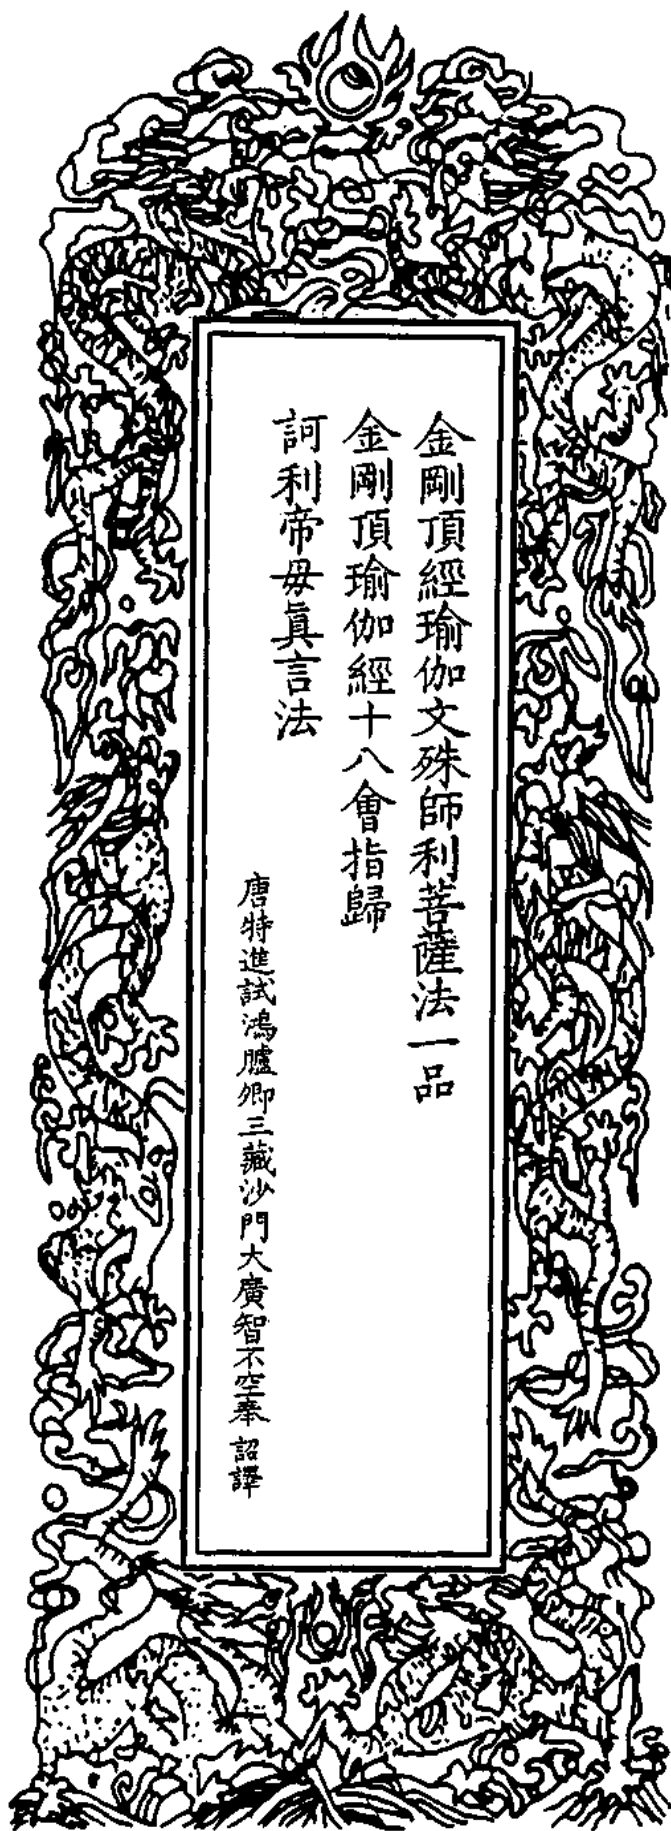 金剛頂經瑜伽文殊師利菩薩法一品
金剛頂瑜伽經十八會指歸
訶利帝毋眞言法
唐特進試鴻臚卿三藏沙門大廣智不空奉 詔譯